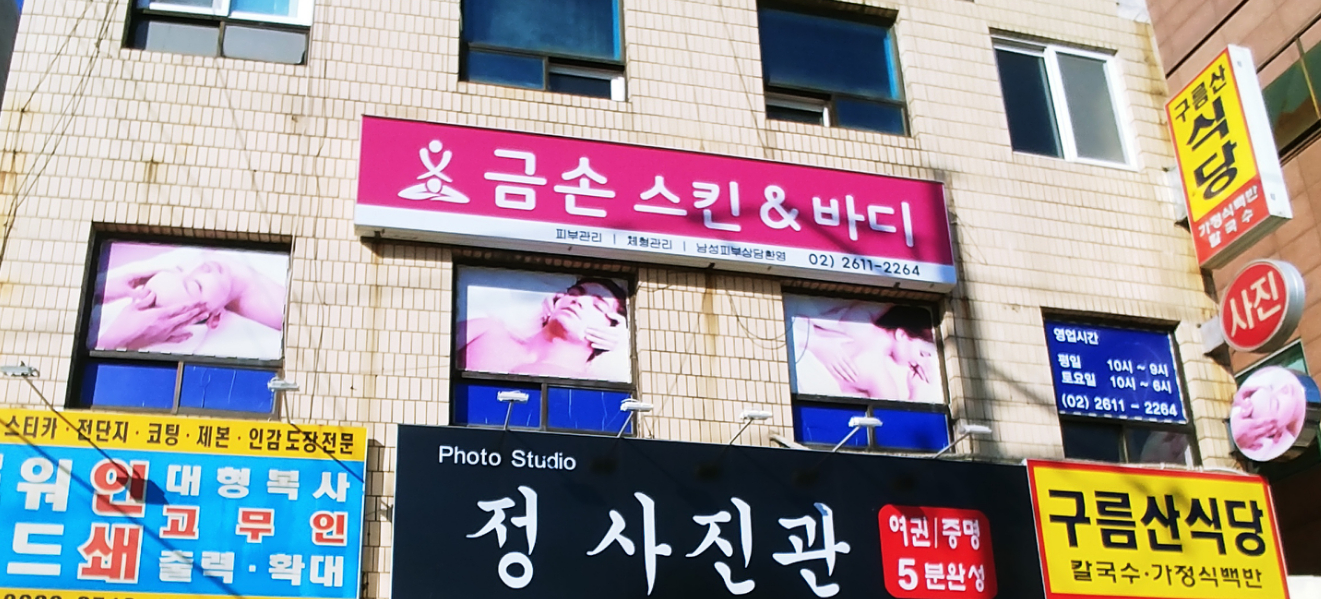 금손 스킨 & 바디
피부관리 | 체형관리 | 남성피부상담환영 02) 2611-2264
구름산
식당
가정식백반
칼국수
사진
영업시간
평일 10시 ~ 9시
토요일 10시 ~ 6시
(02) 2611 - 2264
스티카 · 전단지 · 코팅 · 제본 · 인감도장전문
워인 대형복사
고무인
드쇄 출력 · 확대
Photo Studio
정 사진관
여권/증명
5분완성
구름산식당
칼국수·가정식백반